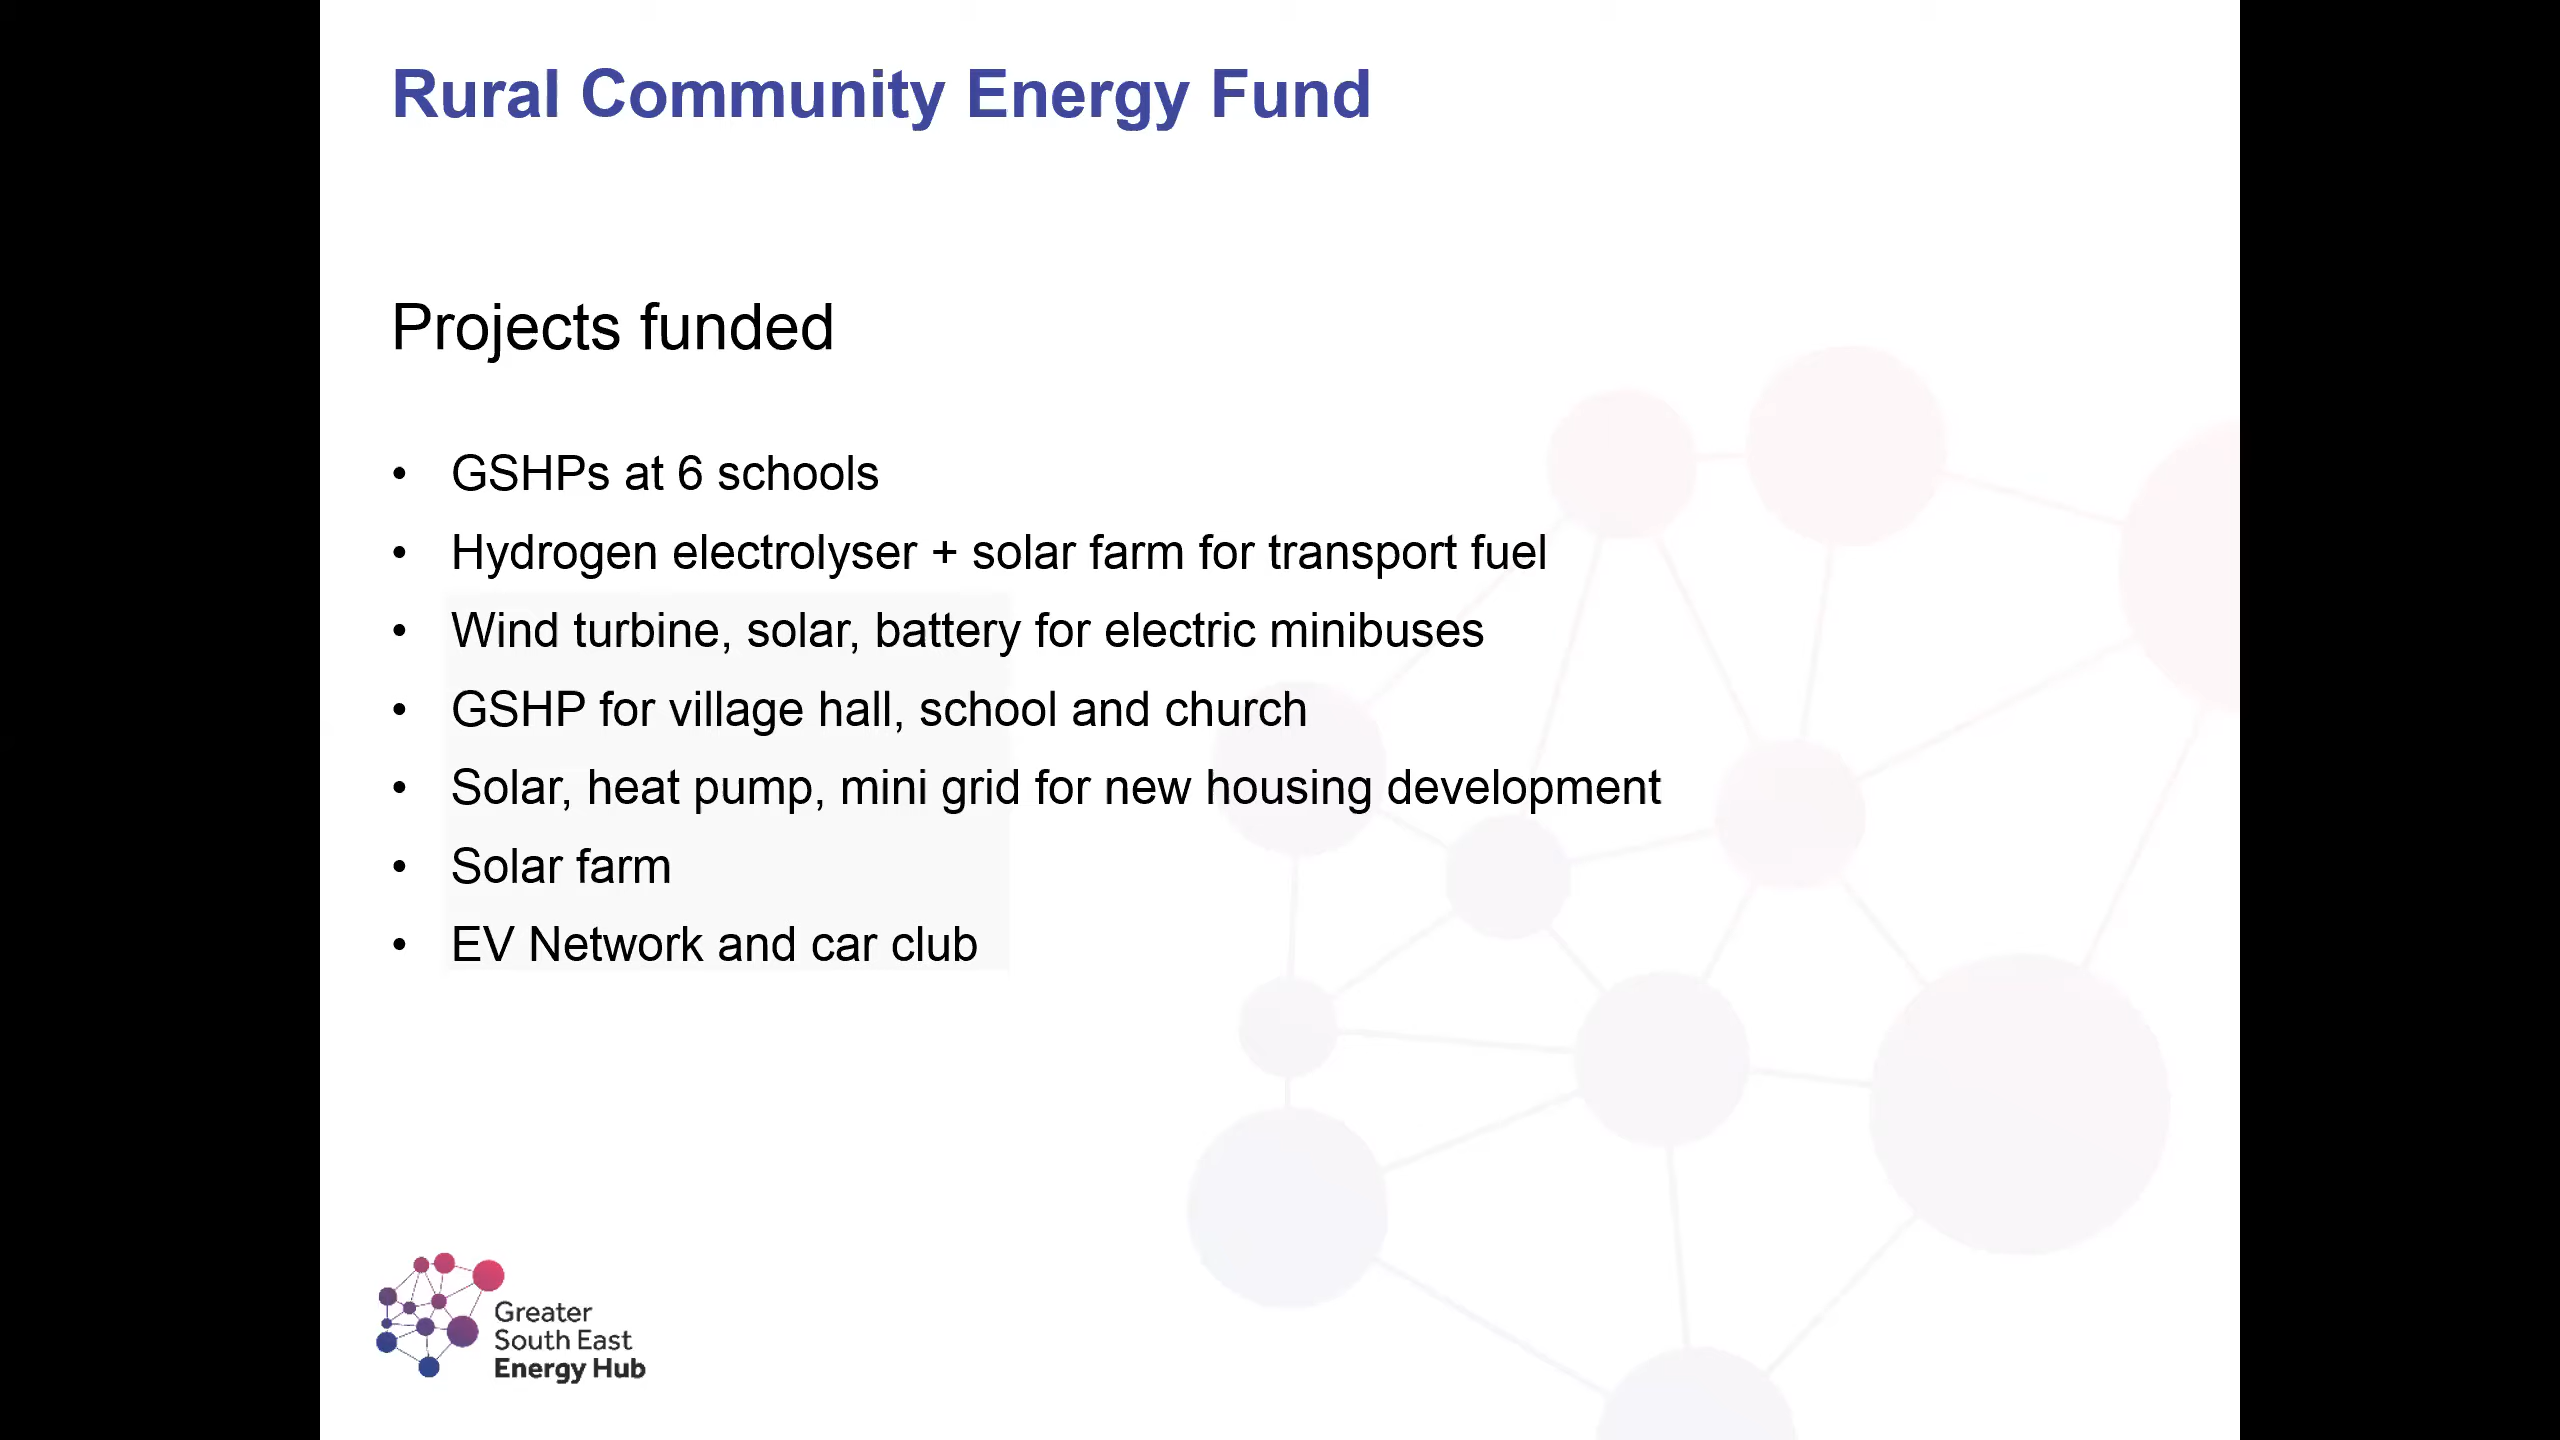 Rural Community Energy Fund
Projects funded
• GSHPs at 6 schools
• Hydrogen electrolyser + solar farm for transport fuel
• Wind turbine, solar, battery for electric minibuses
• GSHP for village hall, school and church
• Solar, heat pump, mini grid for new housing development
• Solar farm
• EV Network and car club
Greater
South East
Energy Hub